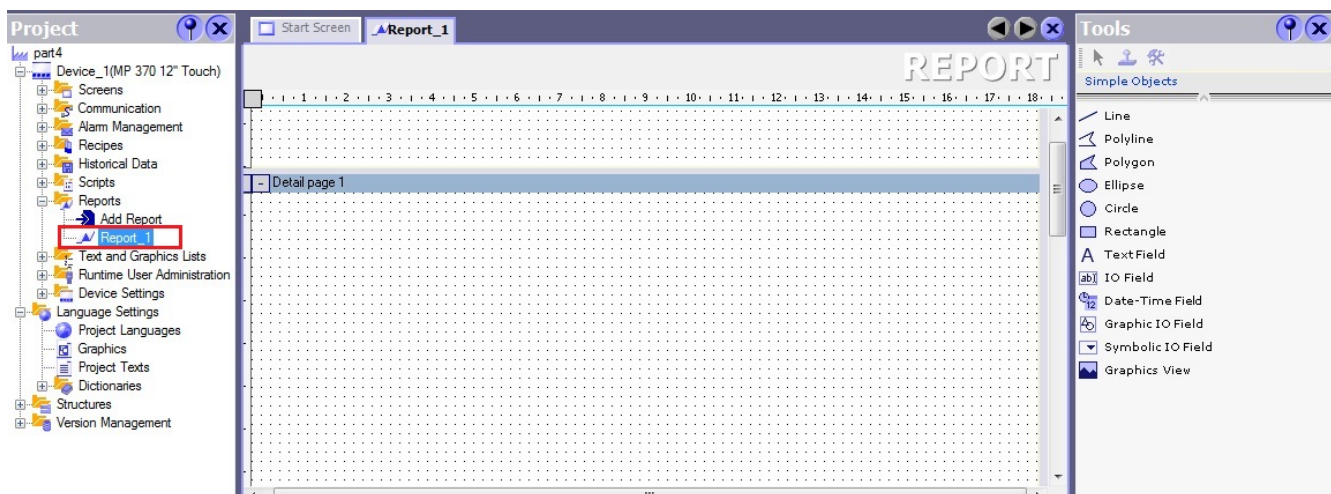 Project
part4
Device_1(MP 370 12" Touch)
Screens
Communication
Alarm Management
Recipes
Historical Data
Scripts
Reports
Add Report
Report_1
Text and Graphics Lists
Runtime User Administration
Device Settings
Language Settings
Project Languages
Graphics
Project Texts
Dictionaries
Structures
Version Management
Start Screen
Report_1
REPORT
1 2 3 4 5 6 7 8 9 10 11 12 13 14 15 16 17 18
Detail page 1
Tools
Simple Objects
Line
Polyline
Polygon
Ellipse
Circle
Rectangle
A TextField
ab IO Field
12 Date-Time Field
Graphic IO Field
Symbolic IO Field
Graphics View